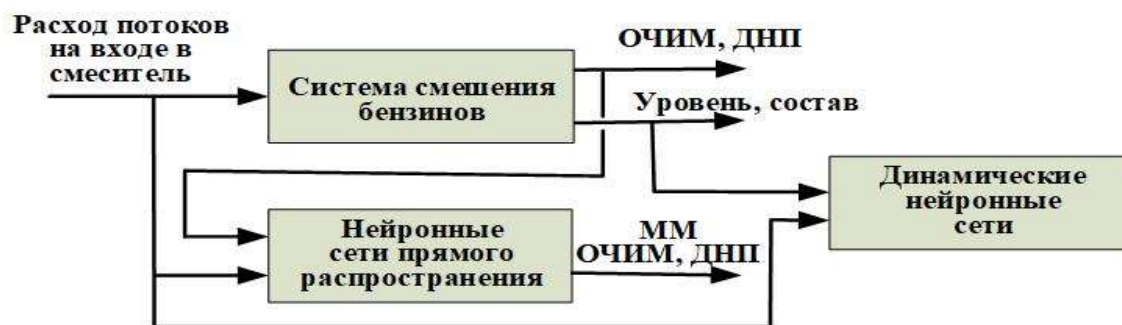 Расход потоков
на входе в
смеситель
Система смешения
бензинов
ОЧИМ, ДНП
Уровень, состав
Динамические
нейронные
сети
Нейронные
сети прямого
распространения
ММ
ОЧИМ, ДНП